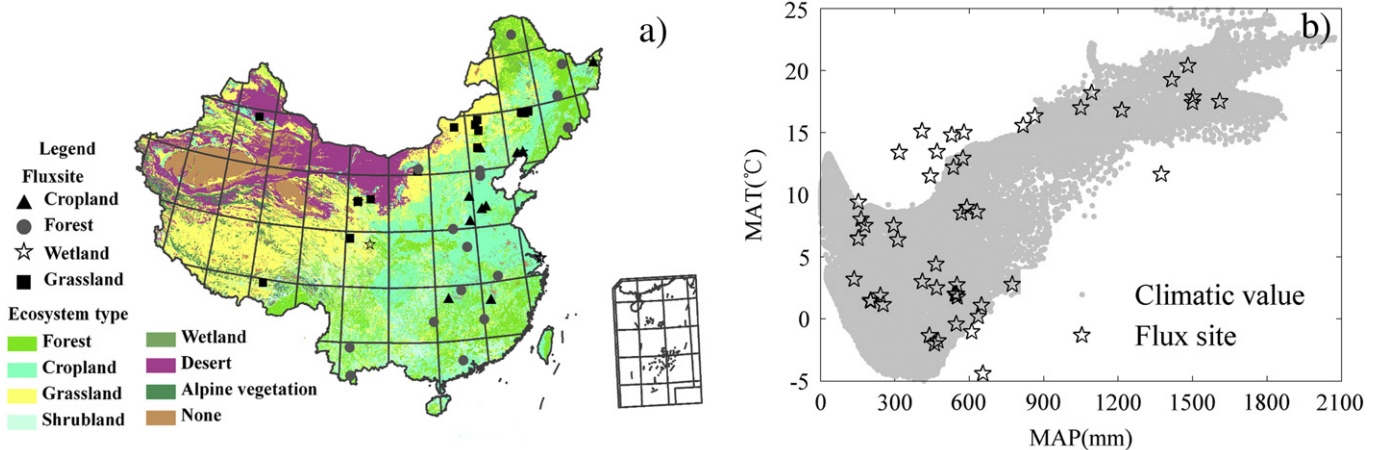 a)
Legend
Fluxsite
Cropland
Forest
Wetland
Grassland
Ecosystem type
Forest
Cropland
Grassland
Shrubland
Wetland
Desert
Alpine vegetation
None
b)
MAT(℃)
25
20
15
10
5
0
-5
Climatic value
Flux site
0 300 600 900 1200 1500 1800 2100
MAP(mm)